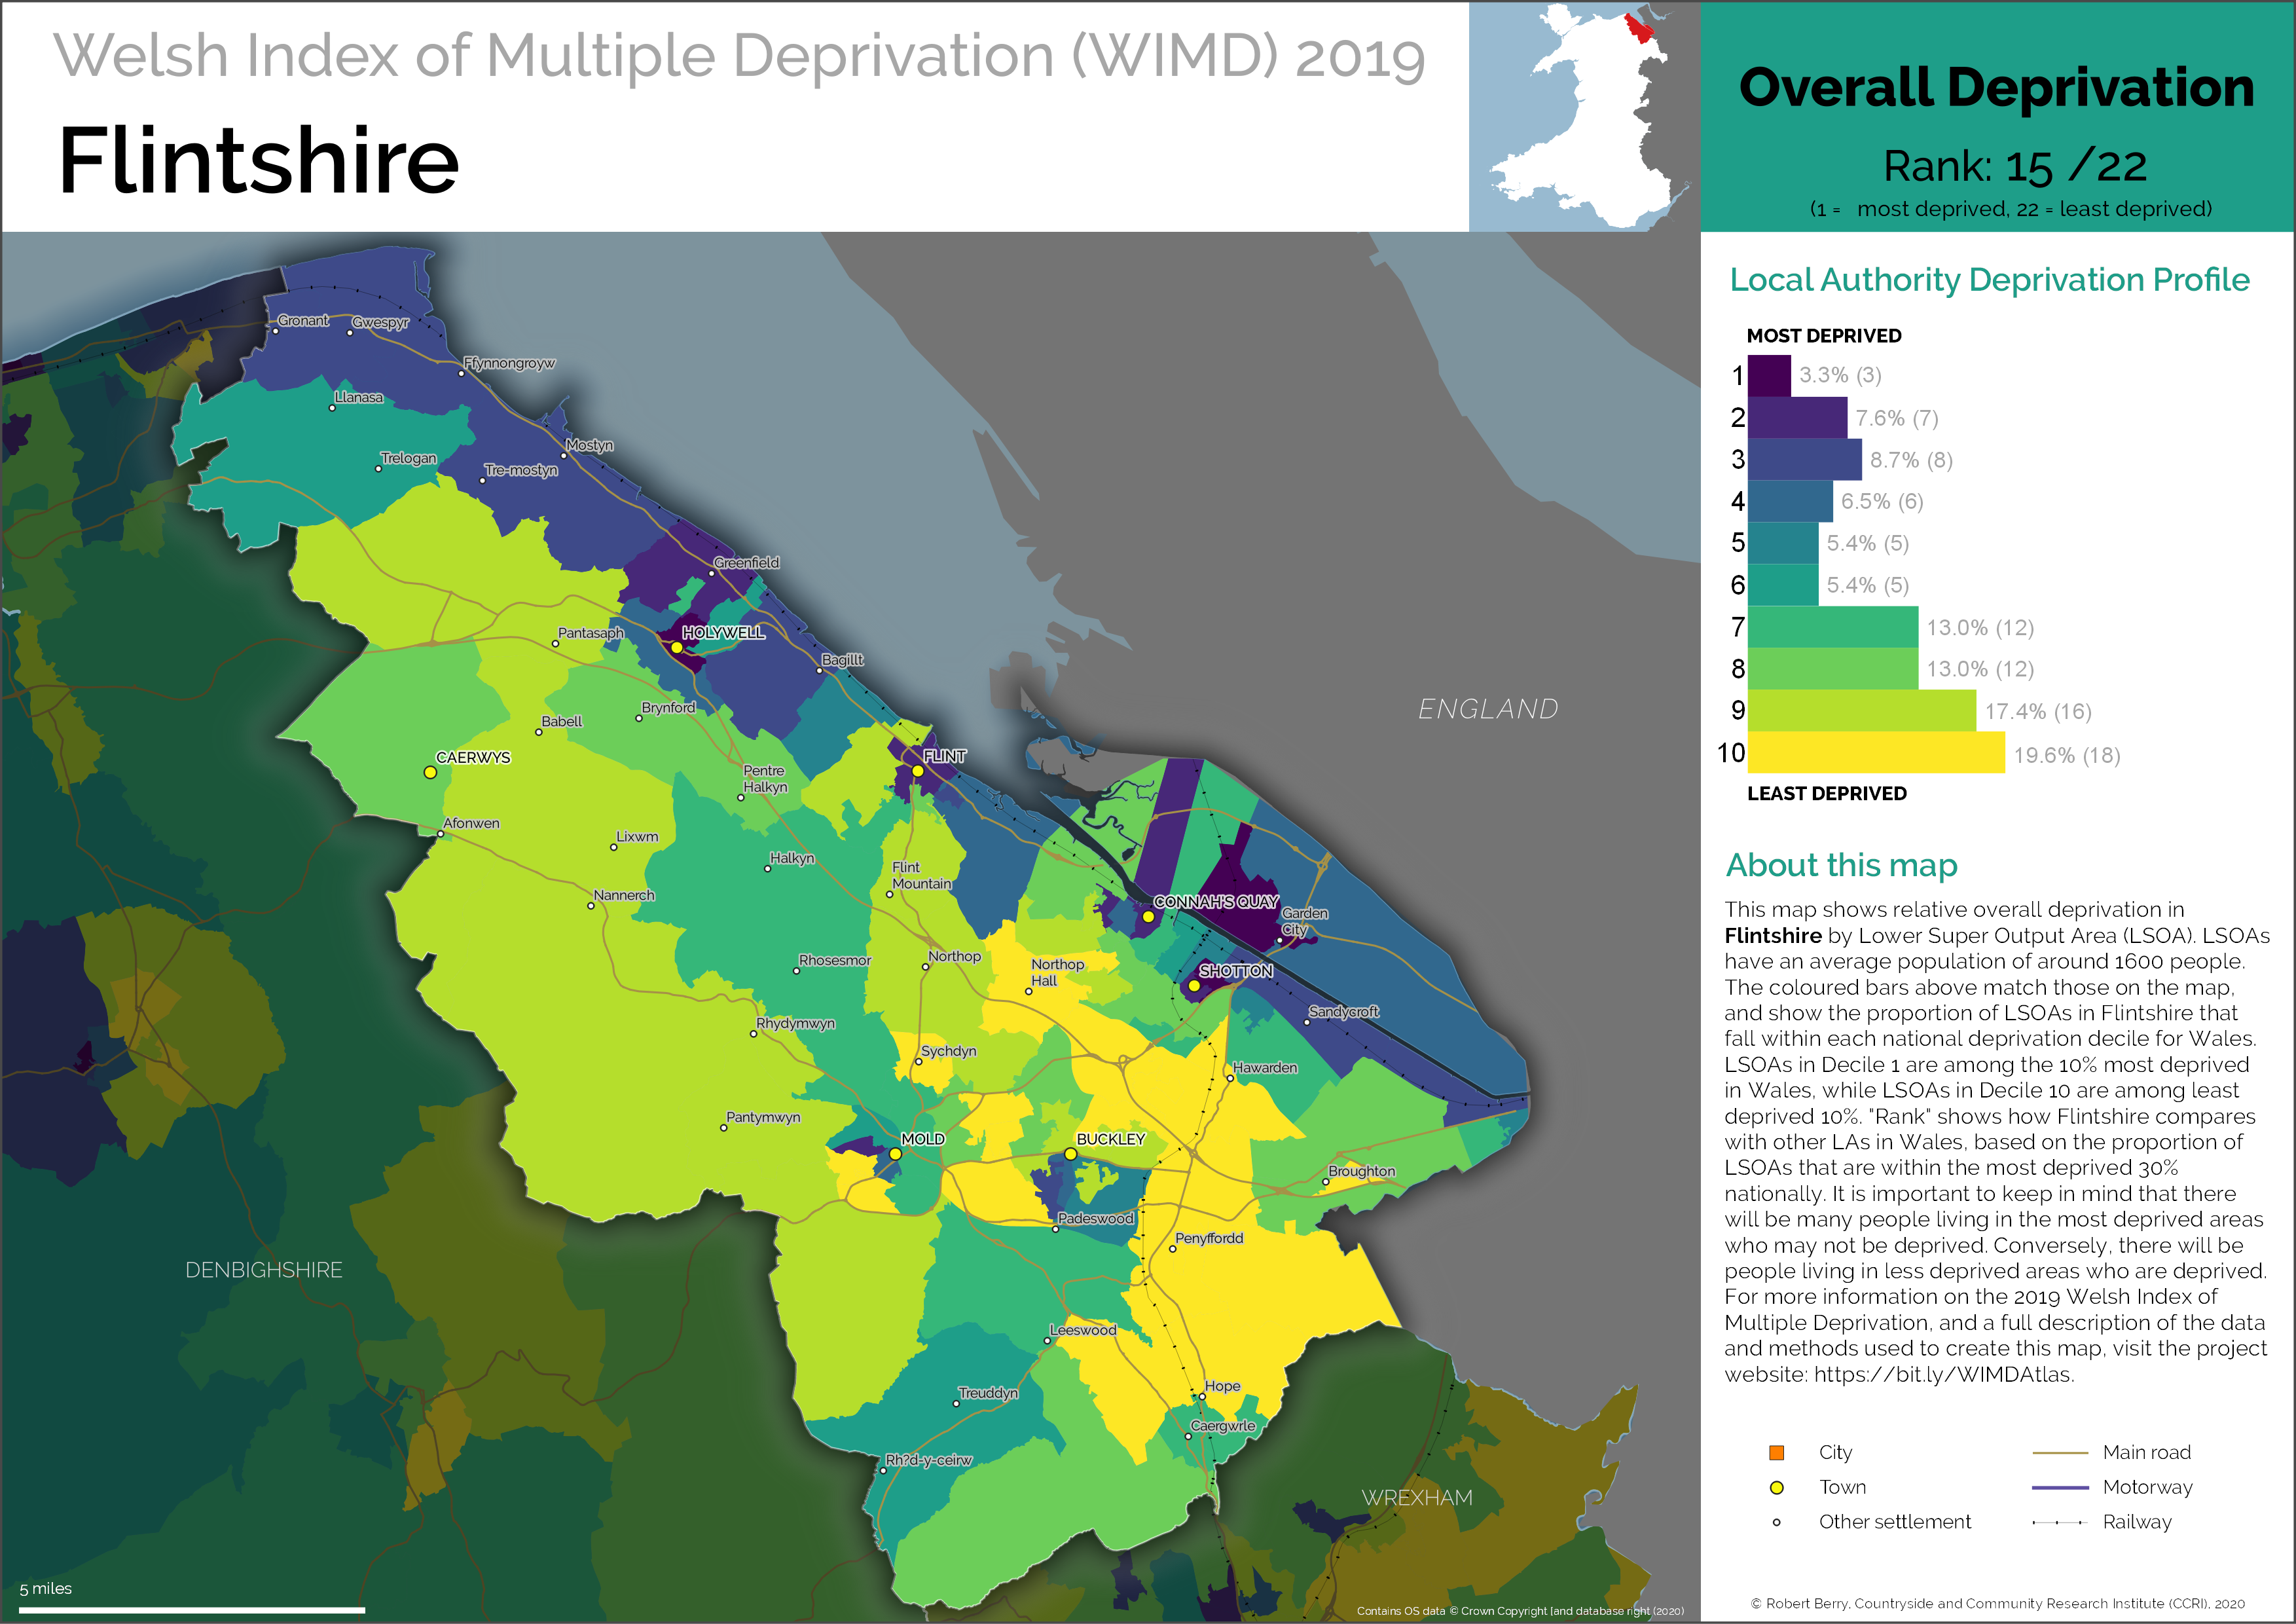 Welsh Index of Multiple Deprivation (WIMD) 2019
Flintshire
Overall Deprivation
Rank: 15 /22
(1 = most deprived, 22 = least deprived)
Local Authority Deprivation Profile
MOST DEPRIVED
1 3.3% (3)
2 7.6% (7)
3 8.7% (8)
4 6.5% (6)
5 5.4% (5)
6 5.4% (5)
7 13.0% (12)
8 13.0% (12)
9 17.4% (16)
10 19.6% (18)
LEAST DEPRIVED
About this map
This map shows relative overall deprivation in
Flintshire by Lower Super Output Area (LSOA). LSOAs
have an average population of around 1600 people.
The coloured bars above match those on the map,
and show the proportion of LSOAs in Flintshire that
fall within each national deprivation decile for Wales.
LSOAs in Decile 1 are among the 10% most deprived
in Wales, while LSOAs in Decile 10 are among least
deprived 10%. "Rank" shows how Flintshire compares
with other LAs in Wales, based on the proportion of
LSOAs that are within the most deprived 30%
nationally. It is important to keep in mind that there
will be many people living in the most deprived areas
who may not be deprived. Conversely, there will be
people living in less deprived areas who are deprived.
For more information on the 2019 Welsh Index of
Multiple Deprivation, and a full description of the data
and methods used to create this map, visit the project
website: https://bit.ly/WIMDAtlas.
City
Town
Other settlement
Main road
Motorway
Railway
© Robert Berry, Countryside and Community Research Institute (CCRI), 2020
Gronant
Gwespyr
Ffynnongroyw
Llanasa
Mostyn
Trelogan
Tre-mostyn
Greenfield
Pantasaph
HOLYWELL
Bagillt
Brynford
Babell
ENGLAND
CAERWYS
FLINT
Pentre
Halkyn
Afonwen
Lixwm
Halkyn
Flint
Mountain
Nannerch
CONNAH'S QUAY
Garden
City
Rhosesmor
Northop
Northop
Hall
SHOTTON
Sandycroft
Rhydymwyn
Sychdyn
Hawarden
Pantymwyn
MOLD
BUCKLEY
Broughton
Padeswood
Penyffordd
DENBIGHSHIRE
Leeswood
Treuddyn
Hope
Caergwrle
Rh?d-y-ceirw
WREXHAM
5 miles
Contains OS data © Crown Copyright [and database right (2020)